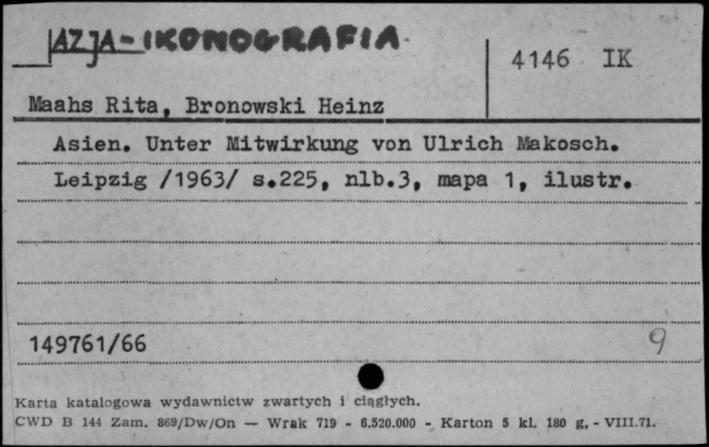 AZJA-IKONOGRAFIA
4146 IK
Maahs Rita, Bronowski Heinz
Asien. Unter Mitwirkung von Ulrich Makosch.
Leipzig /1963/ s.225, nlb.3, mapa 1, ilustr.
149761/66
9
Karta katalogowa wydawnictw zwartych i ciągłych.
CWD B 144 Zam. 869/Dw/On — Wrak 719 - 6.520.000 - Karton 5 kl. 180 g. - VIII.71.